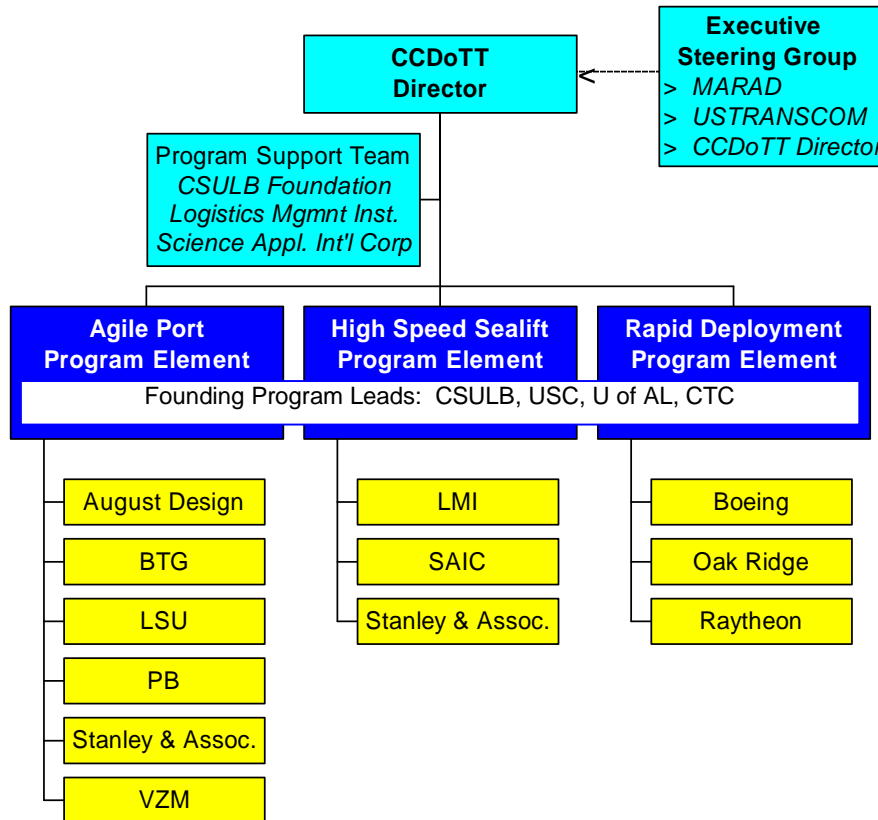 CCDoTT
Director
Executive
Steering Group
> MARAD
> USTRANSCOM
> CCDoTT Director
Program Support Team
CSULB Foundation
Logistics Mgmnt Inst.
Science Appl. Int'l Corp
Agile Port
Program Element
High Speed Sealift
Program Element
Rapid Deployment
Program Element
Founding Program Leads: CSULB, USC, U of AL, CTC
August Design
BTG
LSU
PB
Stanley & Assoc.
VZM
LMI
SAIC
Stanley & Assoc.
Boeing
Oak Ridge
Raytheon